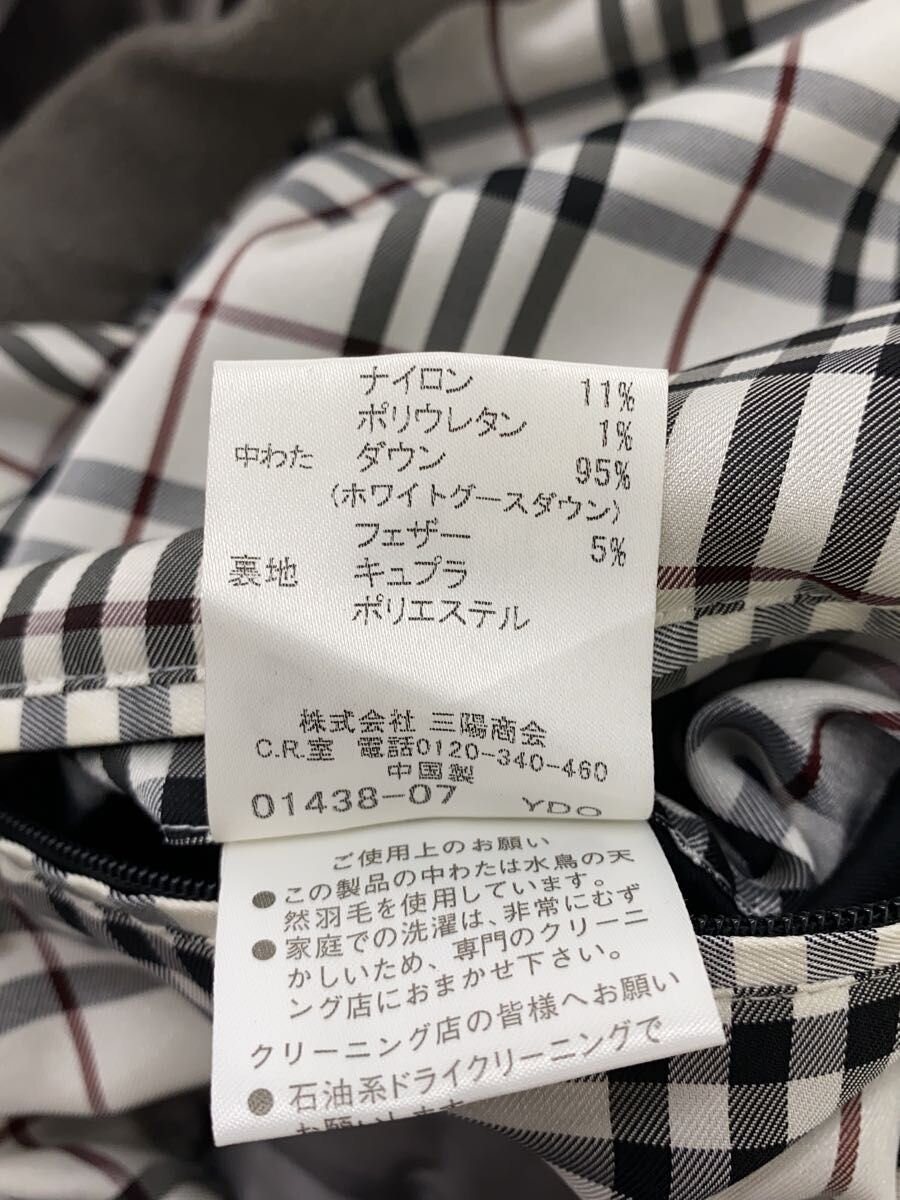 ナイロン 11%
ポリウレタン 1%
中わた ダウン 95%
(ホワイトグースダウン)
フェザー 5%
裏地 キュプラ
ポリエステル
株式会社 三陽商会
C.R.室 電話0120-340-460
中国製
01438-07 YDO
ご使用上のお願い
●この製品の中わたは水鳥の天
然羽毛を使用しています。
●家庭での洗濯は、非常にむず
かしいため、専門のクリーニ
ング店におまかせ下さい。
クリーニング店の皆様へお願い
●石油系ドライクリーニングで
お願いします